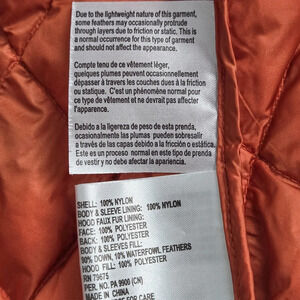 Due to the lightweight nature of this garment,
some feathers may occasionally protrude
through layers due to friction or static. This is
a normal occurrence for this type of garment
and should not affect the appearance.
Compte tenu de ce vêtement léger,
quelques plumes peuvent occasionnellement
dépasser à travers les couches dues à la friction
ou statique. C'est un phénomène normal pour
ce type de vêtement et ne devrait pas affecter
l'apparence.
Debido a la ligereza de peso de esta prenda,
ocasionalmente las plumas pueden sobresalir
a través de las capas debido a la fricción o estática.
Este es un proceso normal en este tipo de prenda
de vestir y no debe afectar la apariencia.
SHELL: 100% NYLON
BODY & SLEEVE LINING: 100% NYLON
HOOD FAUX FUR LINING:
FACE: 100% POLYESTER
BACK: 100% POLYESTER
BODY & SLEEVES FILL:
90% DOWN, 10% WATERFOWL FEATHERS
HOOD FILL: 100% POLYESTER
RN 79675
PER. NO. PA 9900 (CN)
MADE IN CHINA
FOR CARE